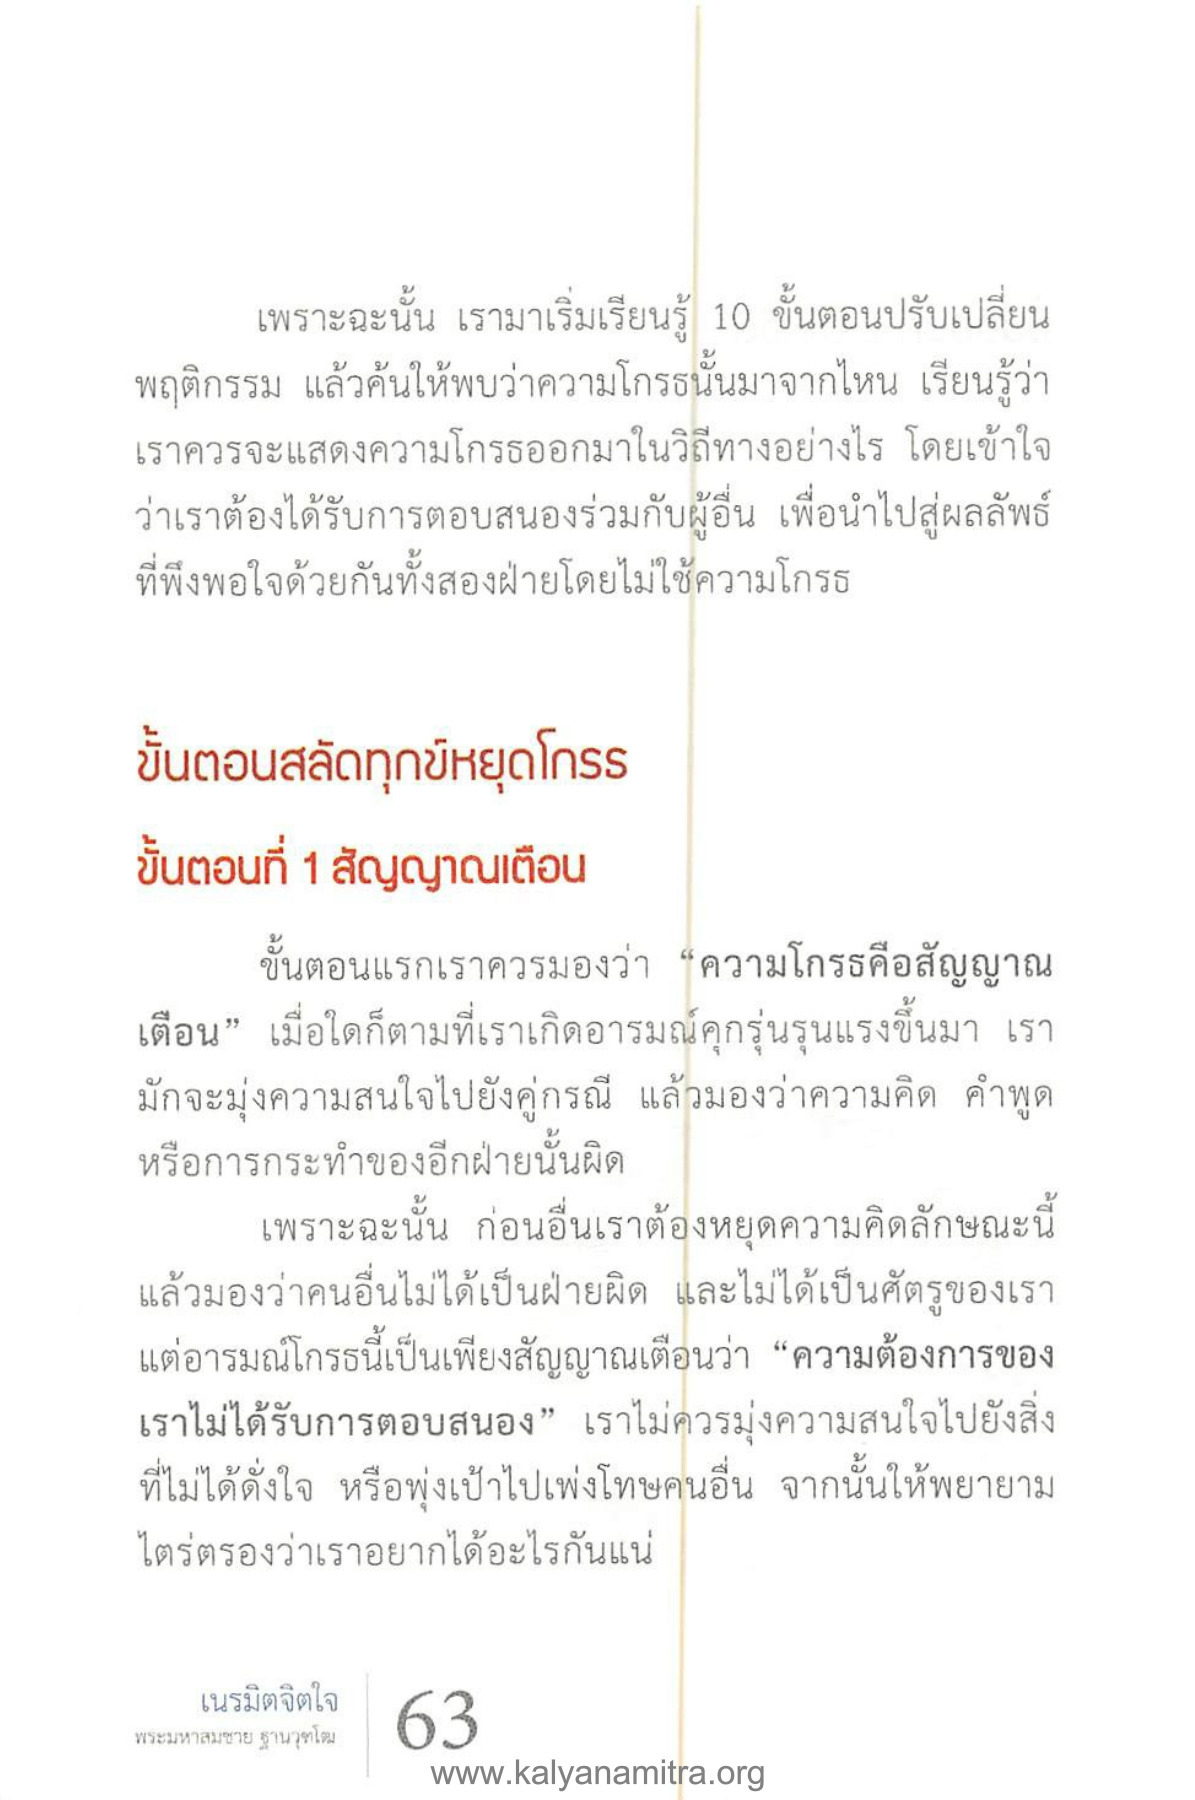 เพราะฉะนั้น เรามาเริ่มเรียนรู้ 10 ขั้นตอนปรับเปลี่ยน
พฤติกรรม แล้วค้นให้พบว่าความโกรธนั้นมาจากไหน เรียนรู้ว่า
เราควรจะแสดงความโกรธออกมาในวิถีทางอย่างไร โดยเข้าใจ
ว่าเราต้องได้รับการตอบสนองร่วมกับผู้อื่น เพื่อนำไปสู่ผลลัพธ์
ที่พึงพอใจด้วยกันทั้งสองฝ่ายโดยไม่ใช้ความโกรธ
ขั้นตอนสลัดทุกข์หยุดโกรธ
ขั้นตอนที่ 1 สัญญาณเตือน
ขั้นตอนแรกเราควรมองว่า “ความโกรธคือสัญญาณ
เตือน” เมื่อใดก็ตามที่เราเกิดอารมณ์คุกรุ่นรุนแรงขึ้นมา เรา
มักจะมุ่งความสนใจไปยังคู่กรณี แล้วมองว่าความคิด คำพูด
หรือการกระทำของอีกฝ่ายนั้นผิด
เพราะฉะนั้น ก่อนอื่นเราต้องหยุดความคิดลักษณะนี้
แล้วมองว่าคนอื่นไม่ได้เป็นฝ่ายผิด และไม่ได้เป็นศัตรูของเรา
แต่อารมณ์โกรธนี้เป็นเพียงสัญญาณเตือนว่า “ความต้องการของ
เราไม่ได้รับการตอบสนอง” เราไม่ควรมุ่งความสนใจไปยังสิ่ง
ที่ไม่ได้ดั่งใจ หรือพุ่งเป้าไปเพ่งโทษคนอื่น จากนั้นให้พยายาม
ไตร่ตรองว่าเราอยากได้อะไรกันแน่
เนรมิตจิตใจ
พระมหาสมชาย ฐานวุฑโฒ
63
www.kalyanamitra.org